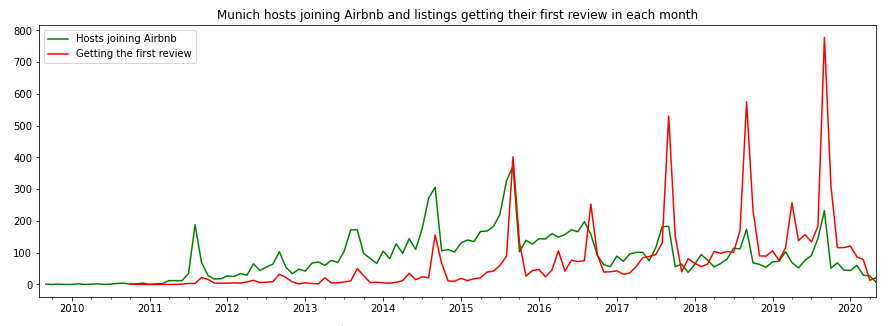 Munich hosts joining Airbnb and listings getting their first review in each month
Hosts joining Airbnb
Getting the first review
800
700
600
500
400
300
200
100
0
2010 2011 2012 2013 2014 2015 2016 2017 2018 2019 2020